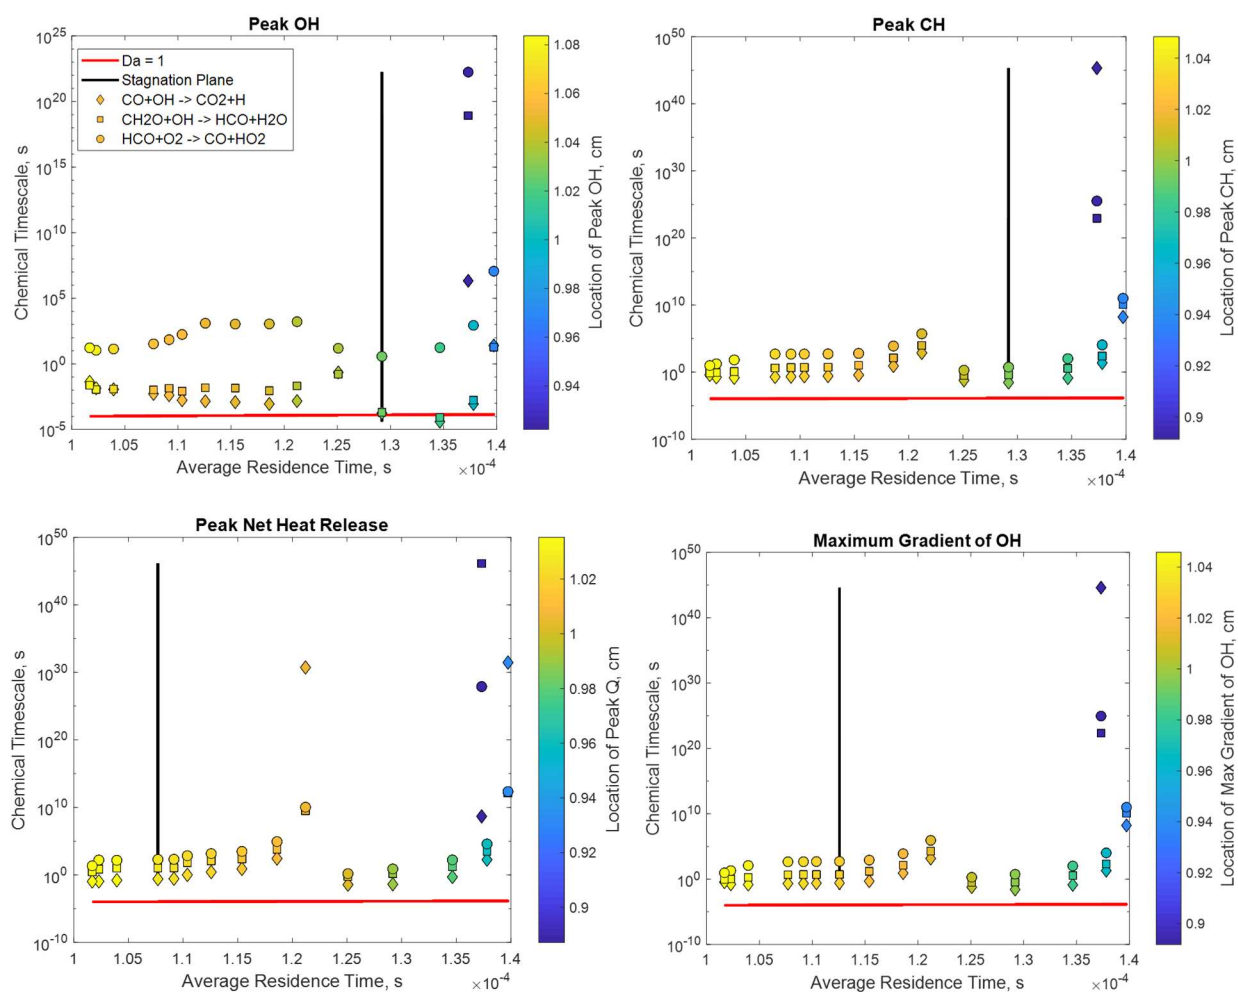 Peak OH
Chemical Timescale, s
10^25
10^20
10^15
10^10
10^5
10^0
10^-5
Da = 1
Stagnation Plane
CO+OH -> CO2+H
CH2O+OH -> HCO+H2O
HCO+O2 -> CO+HO2
1 1.05 1.1 1.15 1.2 1.25 1.3 1.35 1.4
Average Residence Time, s
×10^-4
1.08
1.06
1.04
1.02
1
0.98
0.96
0.94
Location of Peak OH, cm
Peak CH
Chemical Timescale, s
10^50
10^40
10^30
10^20
10^10
10^0
10^-10
1 1.05 1.1 1.15 1.2 1.25 1.3 1.35 1.4
Average Residence Time, s
×10^-4
1.04
1.02
1
0.98
0.96
0.94
0.92
0.9
Location of Peak CH, cm
Peak Net Heat Release
Chemical Timescale, s
10^50
10^40
10^30
10^20
10^10
10^0
10^-10
1 1.05 1.1 1.15 1.2 1.25 1.3 1.35 1.4
Average Residence Time, s
×10^-4
1.02
1
0.98
0.96
0.94
0.92
0.9
Location of Peak Q, cm
Maximum Gradient of OH
Chemical Timescale, s
10^50
10^40
10^30
10^20
10^10
10^0
10^-10
1 1.05 1.1 1.15 1.2 1.25 1.3 1.35 1.4
Average Residence Time, s
×10^-4
1.04
1.02
1
0.98
0.96
0.94
0.92
0.9
Location of Max Gradient of OH, cm